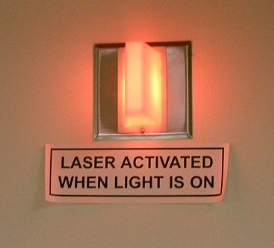 LASER ACTIVATED
WHEN LIGHT IS ON